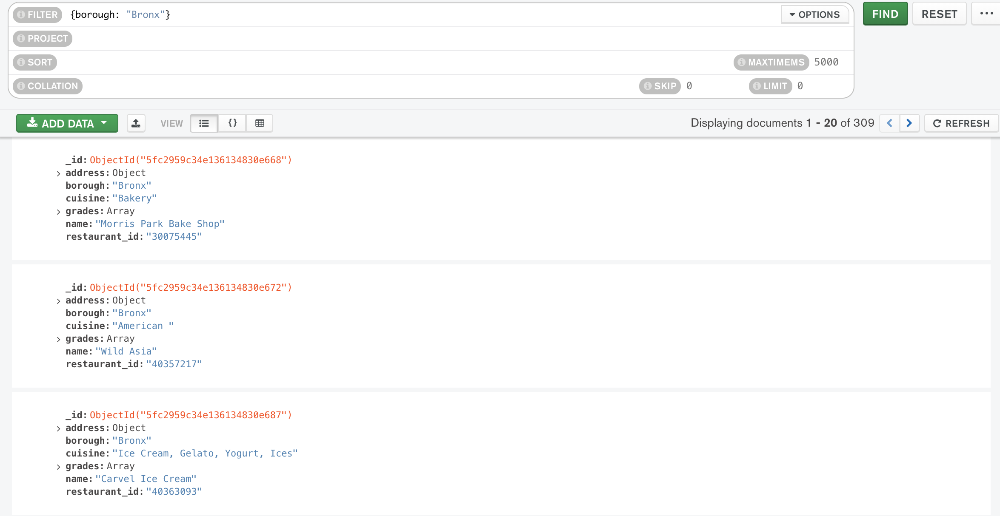 FILTER {borough: "Bronx"} OPTIONS FIND RESET ...
PROJECT
SORT MAXTIMEMS 5000
COLLATION SKIP 0 LIMIT 0
ADD DATA VIEW {} Displaying documents 1 - 20 of 309 < > REFRESH
_id: ObjectId("5fc2959c34e136134830e668")
> address: Object
borough: "Bronx"
cuisine: "Bakery"
> grades: Array
name: "Morris Park Bake Shop"
restaurant_id: "30075445"
_id: ObjectId("5fc2959c34e136134830e672")
> address: Object
borough: "Bronx"
cuisine: "American "
> grades: Array
name: "Wild Asia"
restaurant_id: "40357217"
_id: ObjectId("5fc2959c34e136134830e687")
> address: Object
borough: "Bronx"
cuisine: "Ice Cream, Gelato, Yogurt, Ices"
> grades: Array
name: "Carvel Ice Cream"
restaurant_id: "40363093"